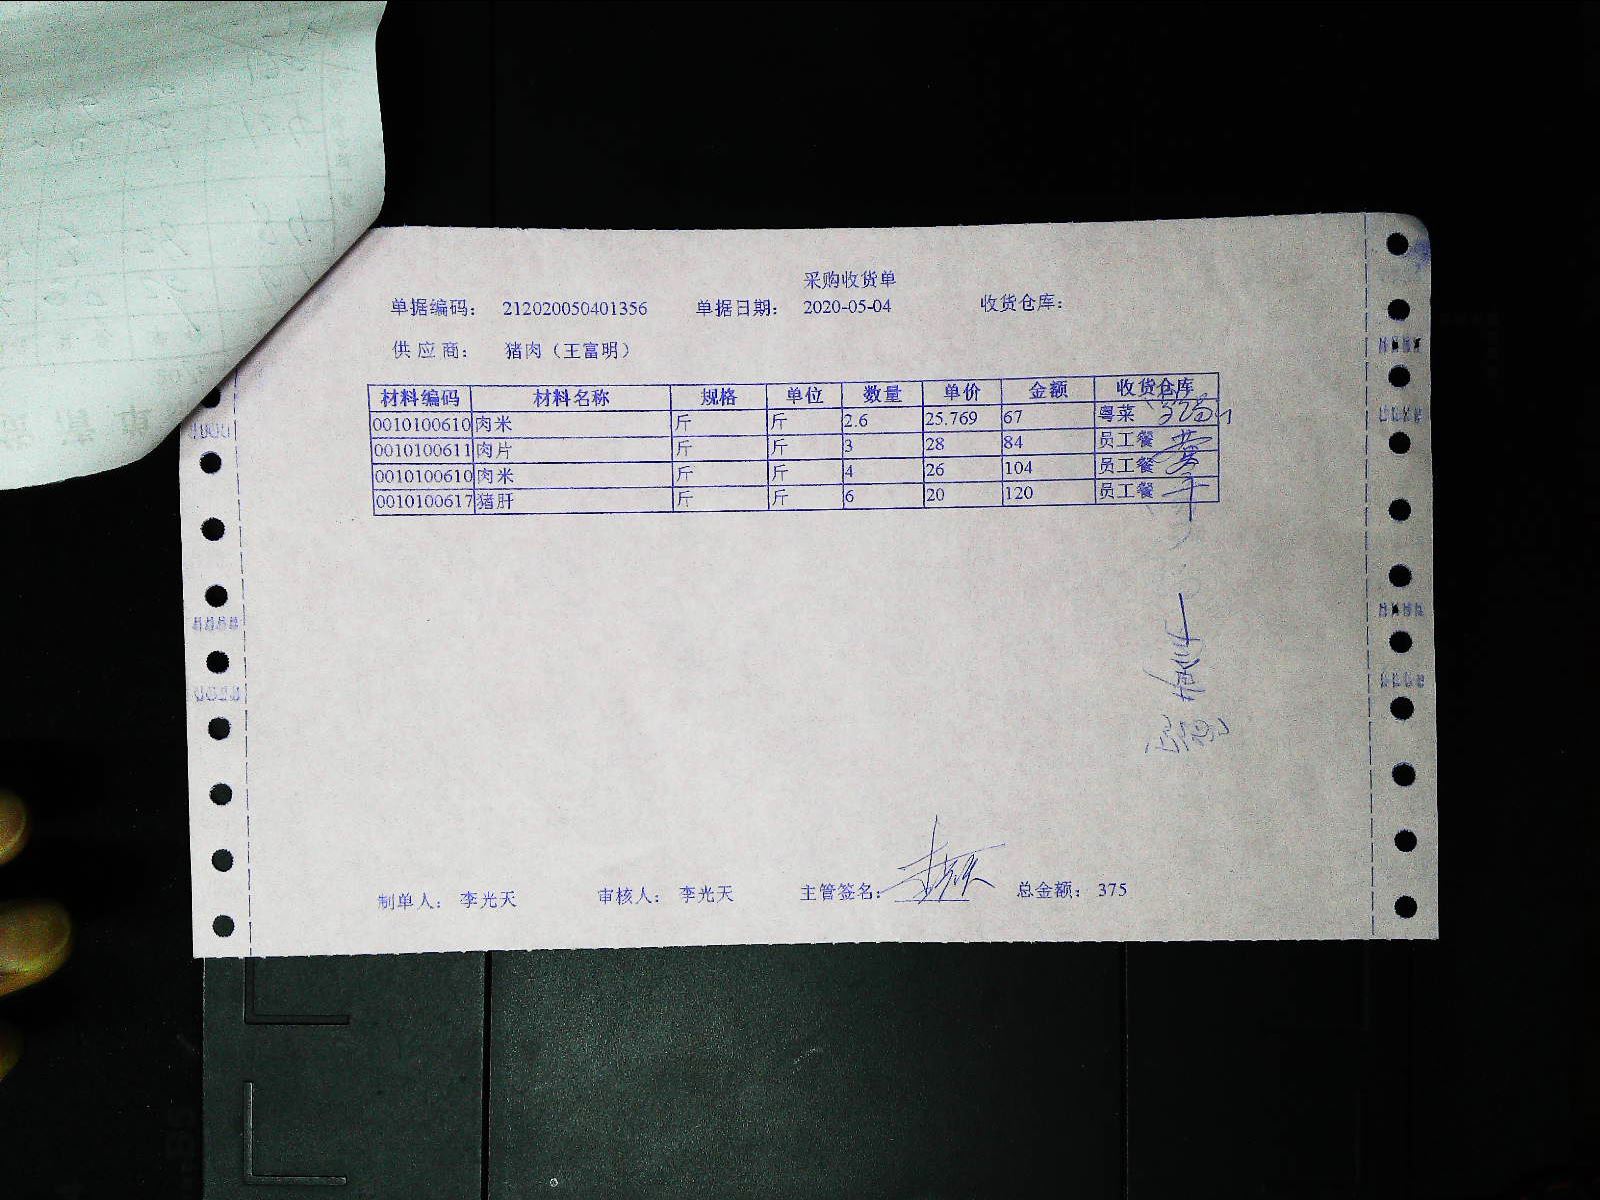 采购收货单
单据编码： 212020050401356 单据日期： 2020-05-04 收货仓库：
供应商： 猪肉（王富明）
材料编码 材料名称 规格 单位 数量 单价 金额 收货仓库
0010100610 肉米 斤 斤 2.6 25.769 67 粤菜
0010100611 肉片 斤 斤 3 28 84 员工餐
0010100610 肉米 斤 斤 4 26 104 员工餐
0010100617 猪肝 斤 斤 6 20 120 员工餐
制单人： 李光天 审核人： 李光天 主管签名： 总金额： 375